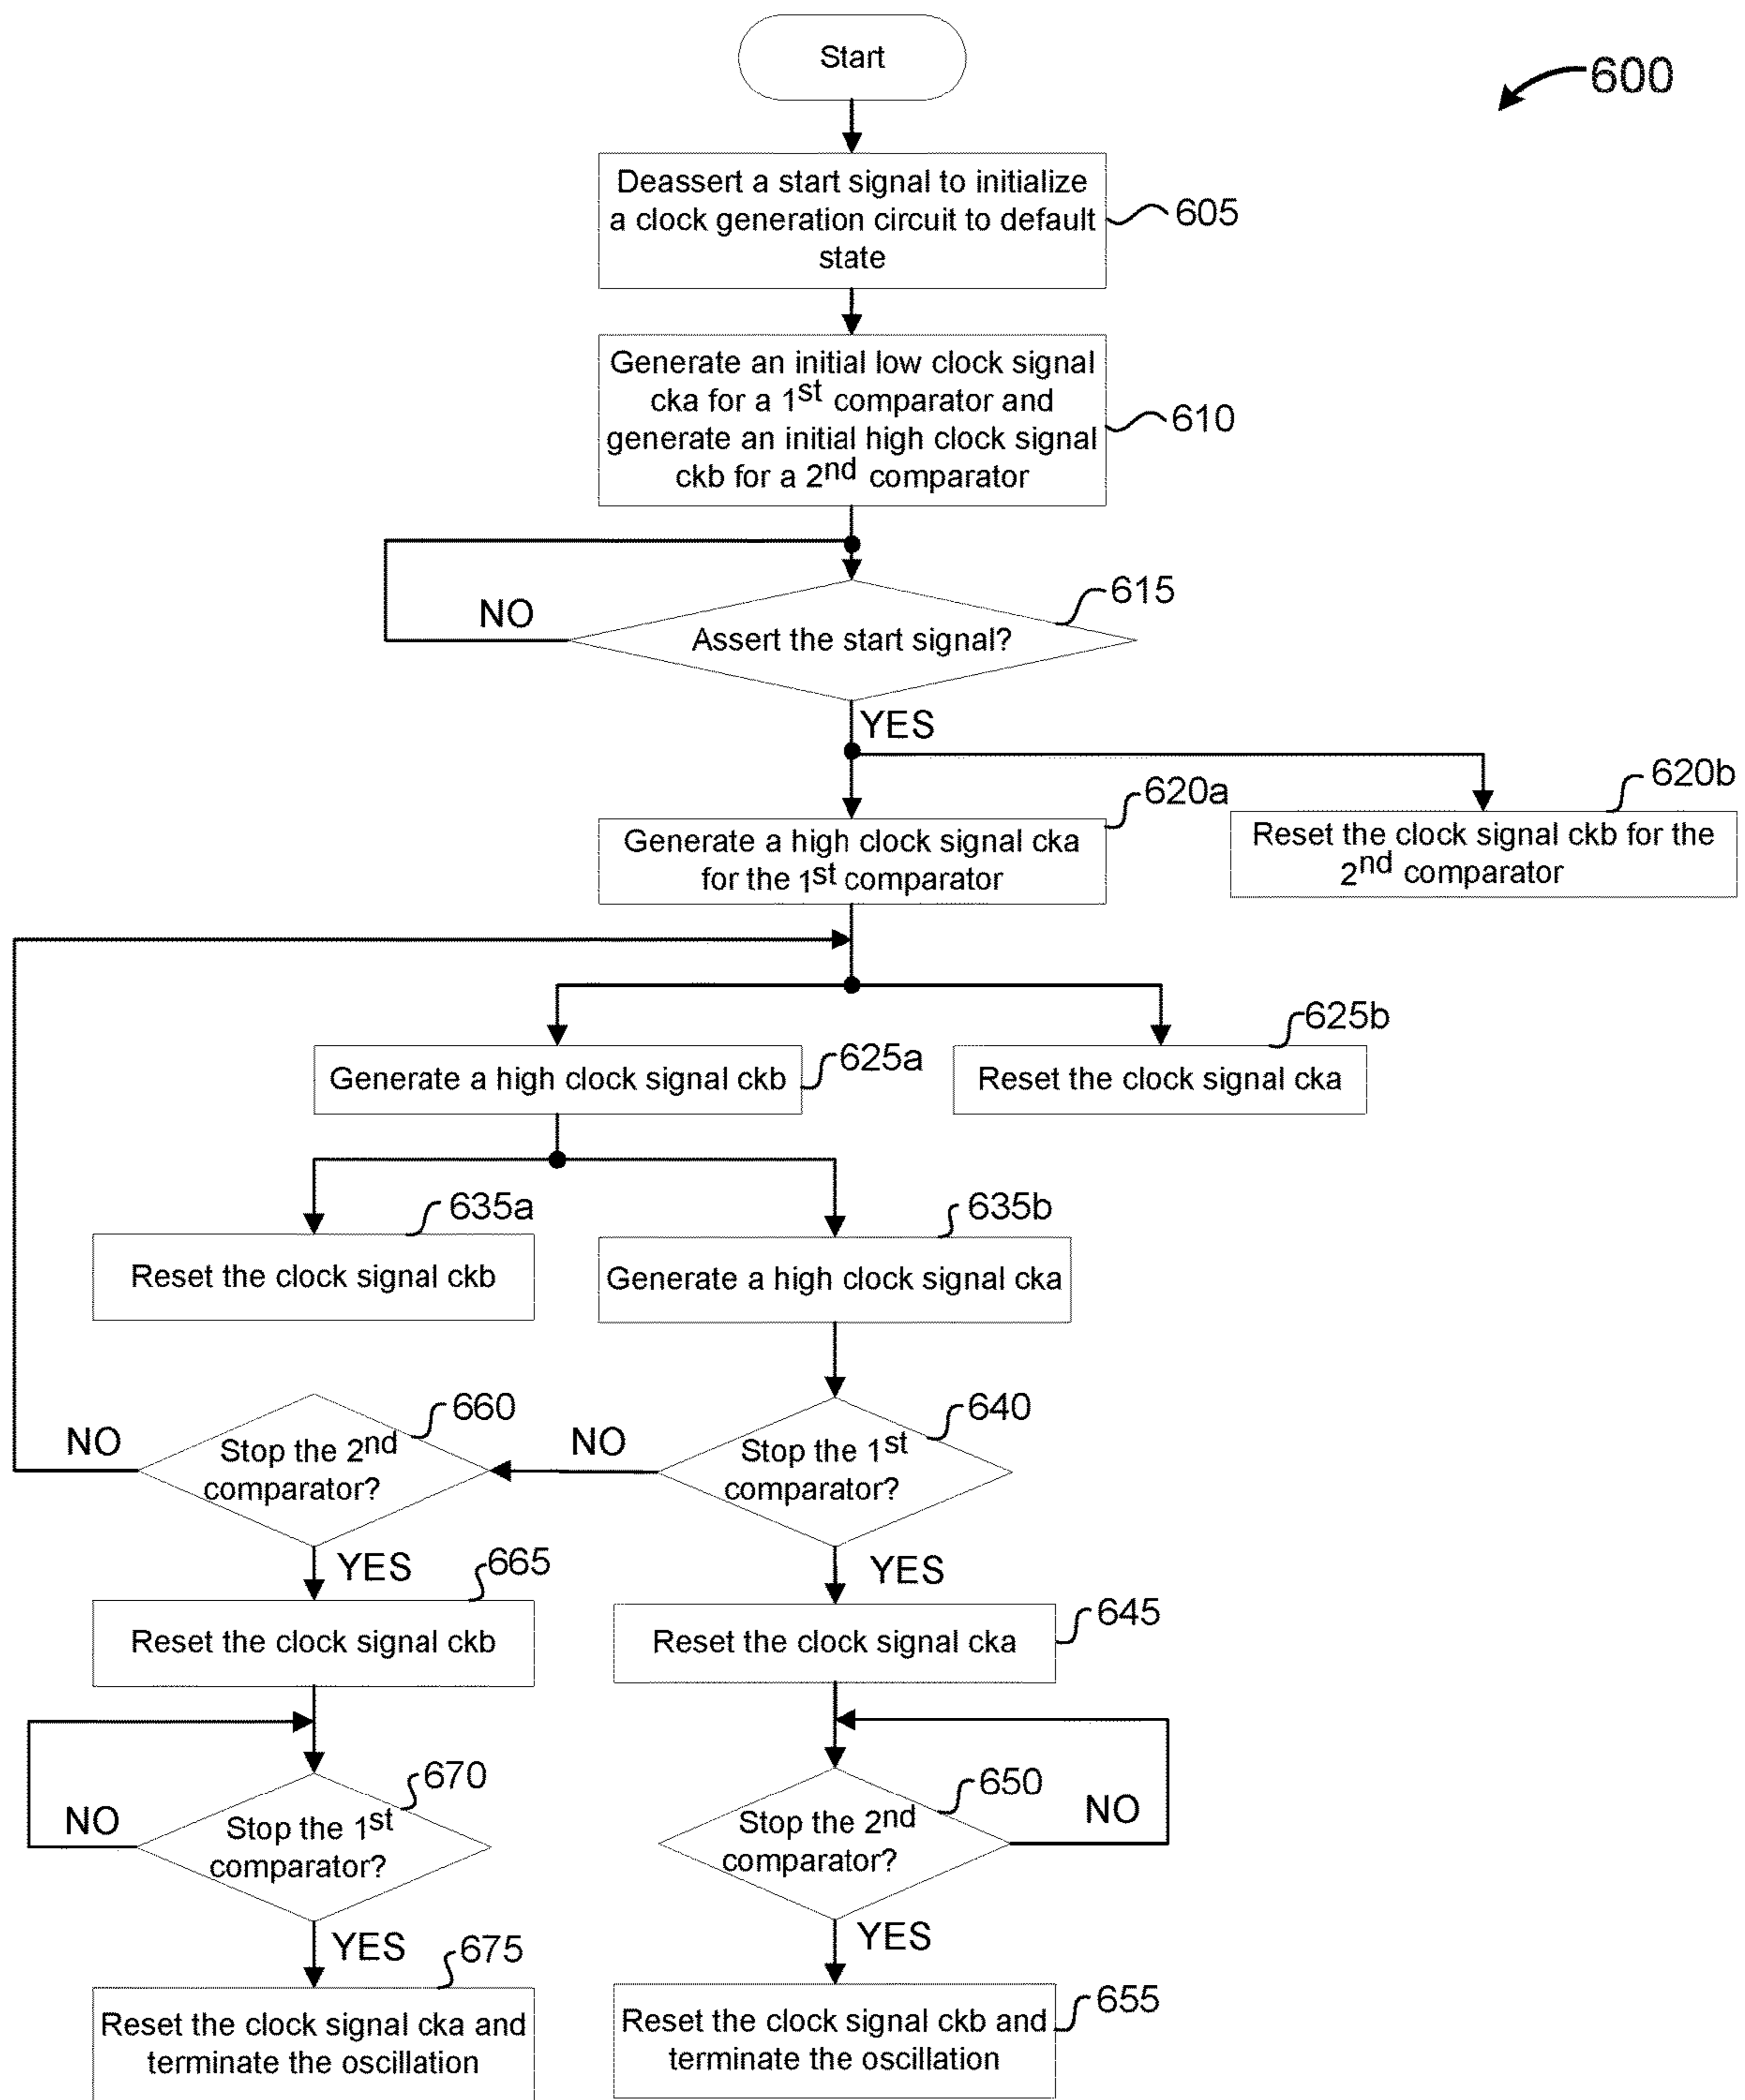 Start
600
Deassert a start signal to initialize
a clock generation circuit to default
state
605
Generate an initial low clock signal
cka for a 1st comparator and
generate an initial high clock signal
ckb for a 2nd comparator
610
615
NO
Assert the start signal?
YES
620a
620b
Generate a high clock signal cka
for the 1st comparator
Reset the clock signal ckb for the
2nd comparator
625a
625b
Generate a high clock signal ckb
Reset the clock signal cka
635a
635b
Reset the clock signal ckb
Generate a high clock signal cka
660
640
NO
Stop the 2nd
comparator?
NO
Stop the 1st
comparator?
YES
665
YES
645
Reset the clock signal ckb
Reset the clock signal cka
670
650
NO
Stop the 1st
comparator?
Stop the 2nd
comparator?
NO
YES
675
YES
655
Reset the clock signal cka and
terminate the oscillation
Reset the clock signal ckb and
terminate the oscillation